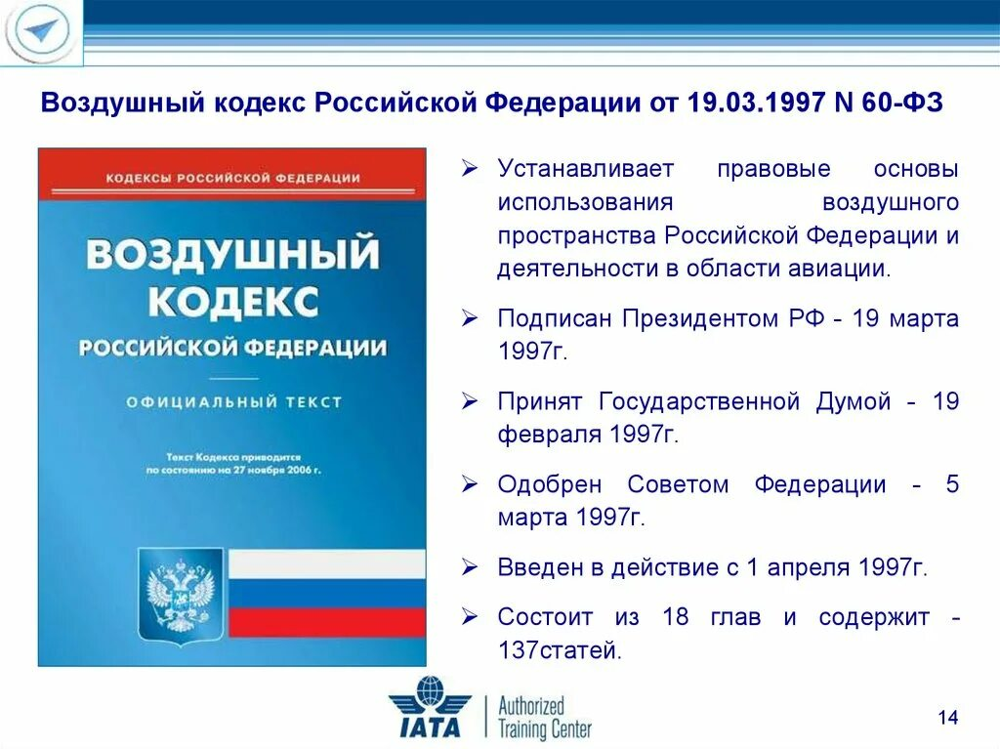 Воздушный кодекс Российской Федерации от 19.03.1997 N 60-ФЗ
КОДЕКСЫ РОССИЙСКОЙ ФЕДЕРАЦИИ
ВОЗДУШНЫЙ
КОДЕКС
РОССИЙСКОЙ ФЕДЕРАЦИИ
ОФИЦИАЛЬНЫЙ ТЕКСТ
Текст Кодекса приводится
по состоянию на 27 ноября 2006 г.
Устанавливает правовые основы
использования воздушного
пространства Российской Федерации и
деятельности в области авиации.
Подписан Президентом РФ - 19 марта
1997г.
Принят Государственной Думой - 19
февраля 1997г.
Одобрен Советом Федерации - 5
марта 1997г.
Введен в действие с 1 апреля 1997г.
Состоит из 18 глав и содержит -
137статей.
IATA
Authorized
Training Center
14